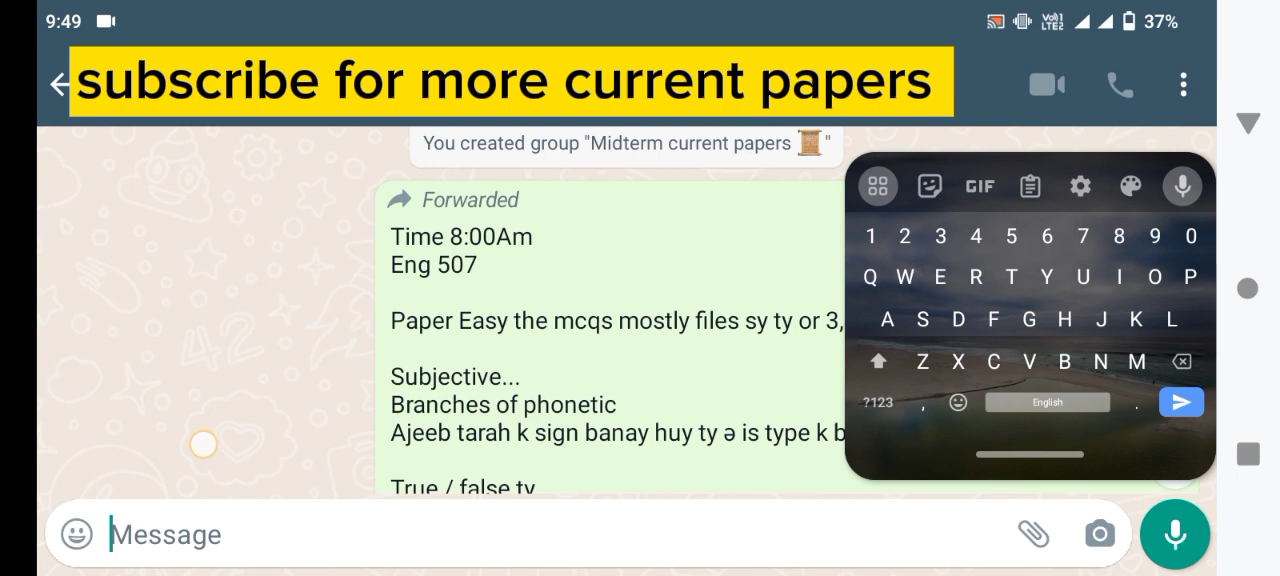 9:49
Vo)) 1
LTE2
37%
subscribe for more current papers
You created group "Midterm current papers 📜"
Forwarded
Time 8:00Am
Eng 507
Paper Easy the mcqs mostly files sy ty or 3,
Subjective...
Branches of phonetic
Ajeeb tarah k sign banay huy ty ə is type k b
True / false ty
GIF
1 2 3 4 5 6 7 8 9 0
Q W E R T Y U I O P
A S D F G H J K L
Z X C V B N M
?123 , English .
Message